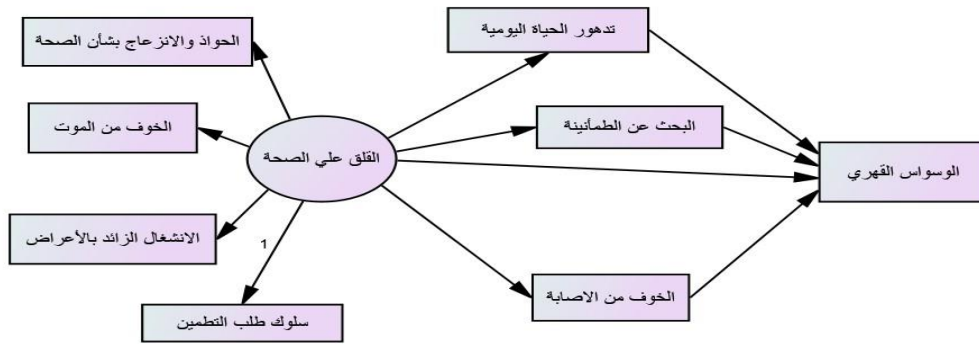 تدهور الحياة اليومية
الحواذ والانزعاج بشأن الصحة
الخوف من الموت
البحث عن الطمأنينة
القلق علي الصحة
الوسواس القهري
الانشغال الزائد بالأعراض
1
الخوف من الاصابة
سلوك طلب التطمين